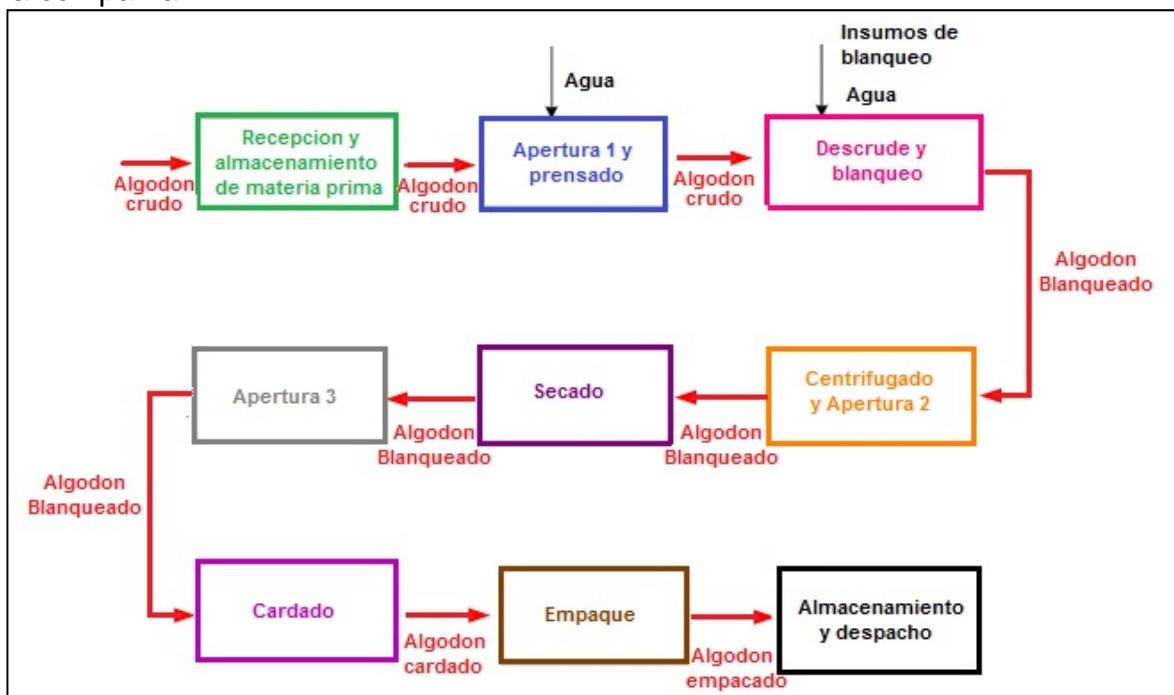 Insumos de
blanqueo
Agua
Agua
Recepcion y
almacenamiento
de materia prima
Apertura 1 y
prensado
Descrude y
blanqueo
Algodon
crudo
Algodon
crudo
Algodon
crudo
Algodon
Blanqueado
Centrifugado
y Apertura 2
Secado
Apertura 3
Algodon
Blanqueado
Algodon
Blanqueado
Algodon
Blanqueado
Cardado
Empaque
Almacenamiento
y despacho
Algodon
cardado
Algodon
empacado